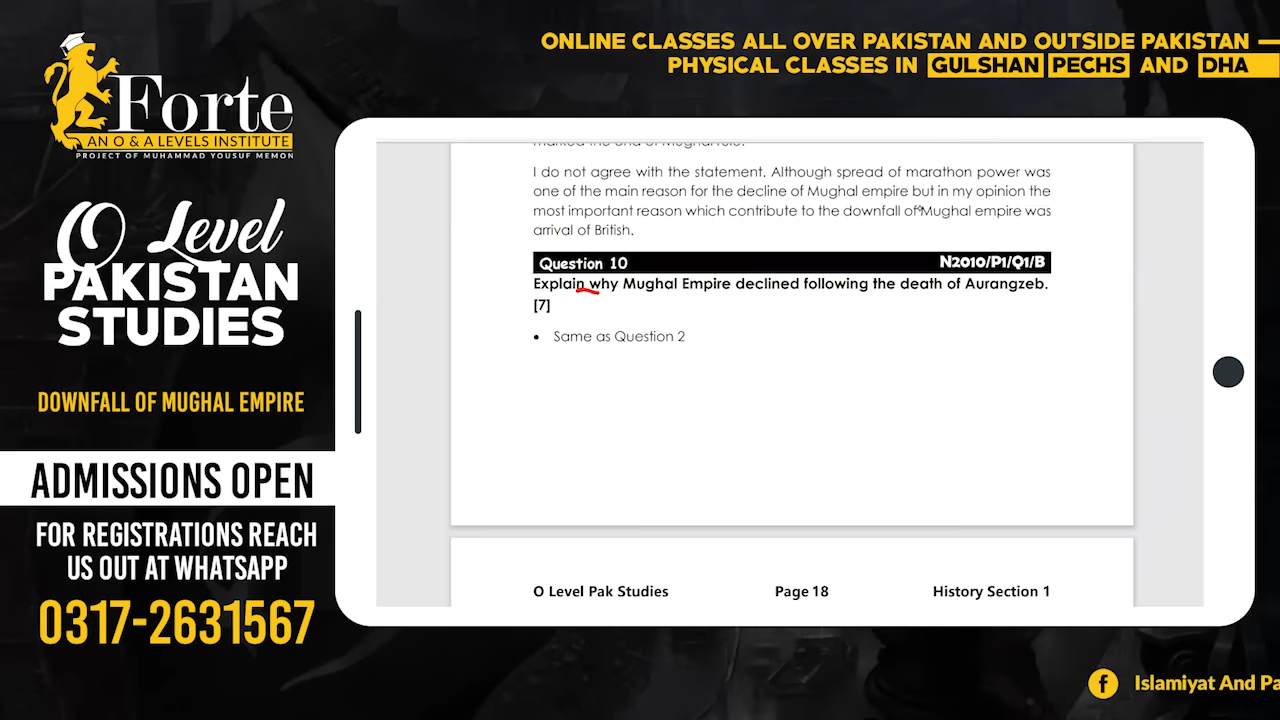 ONLINE CLASSES ALL OVER PAKISTAN AND OUTSIDE PAKISTAN
PHYSICAL CLASSES IN GULSHAN PECHS AND DHA
Forte
AN O & A LEVELS INSTITUTE
PROJECT OF MUHAMMAD YOUSUF MEMON
O Level
PAKISTAN
STUDIES
DOWNFALL OF MUGHAL EMPIRE
ADMISSIONS OPEN
FOR REGISTRATIONS REACH
US OUT AT WHATSAPP
0317-2631567
marked the end of Mughal rule.
I do not agree with the statement. Although spread of marathon power was
one of the main reason for the decline of Mughal empire but in my opinion the
most important reason which contribute to the downfall of Mughal empire was
arrival of British.
Question 10 N2010/P1/Q1/B
Explain why Mughal Empire declined following the death of Aurangzeb.
[7]
• Same as Question 2
O Level Pak Studies Page 18 History Section 1
f Islamiyat And Pa